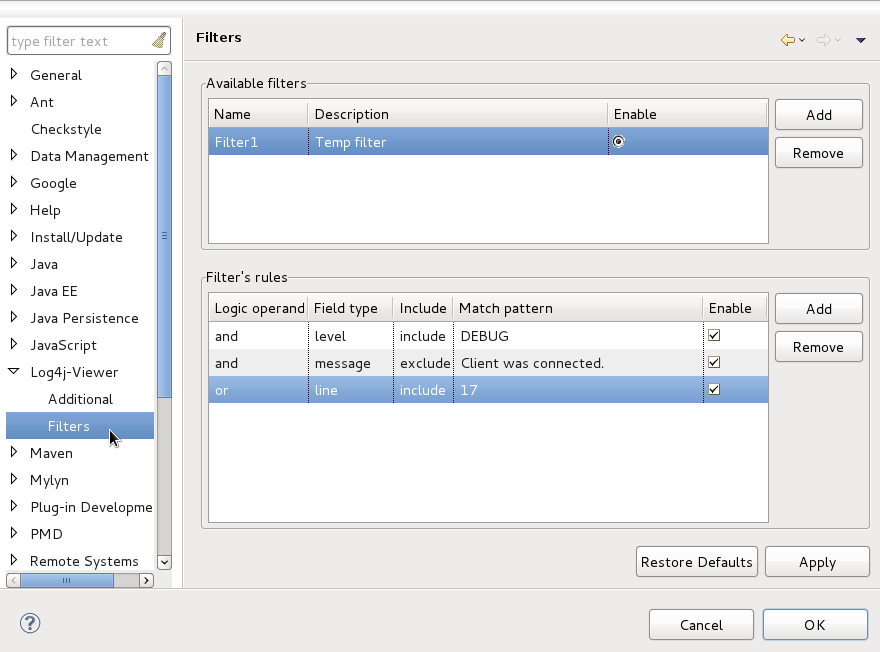 type filter text
General
Ant
Checkstyle
Data Management
Google
Help
Install/Update
Java
Java EE
Java Persistence
JavaScript
Log4j-Viewer
Additional
Filters
Maven
Mylyn
Plug-in Developme
PMD
Remote Systems
Filters
Available filters
Name Description Enable
Filter1 Temp filter
Add
Remove
Filter's rules
Logic operand Field type Include Match pattern Enable
and level include DEBUG
and message exclude Client was connected.
or line include 17
Add
Remove
Restore Defaults Apply
? Cancel OK